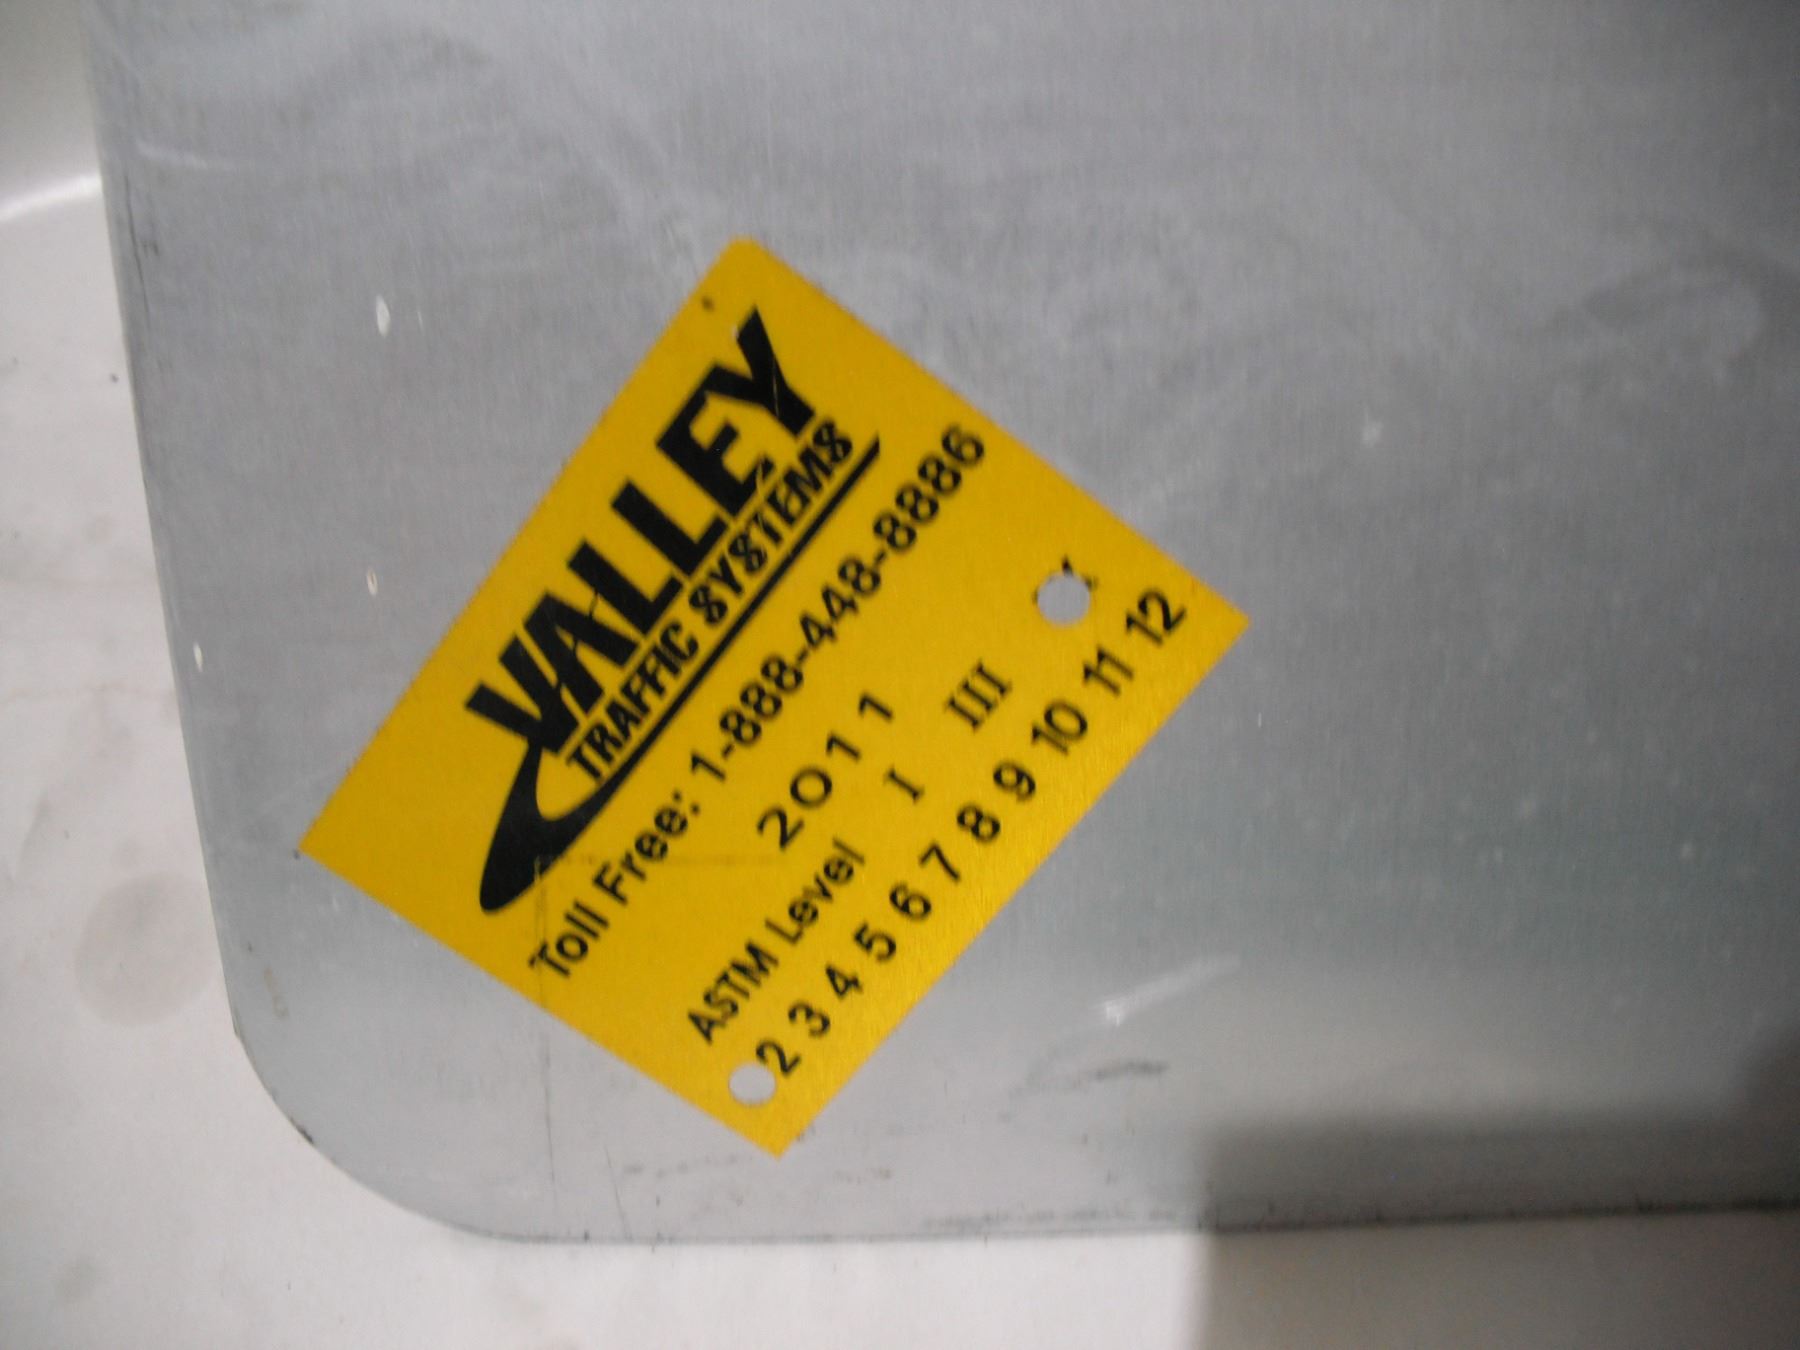 VALLEY
TRAFFIC SYSTEMS
Toll Free: 1-888-448-8886
2011
ASTM Level I III
2 3 4 5 6 7 8 9 10 11 12